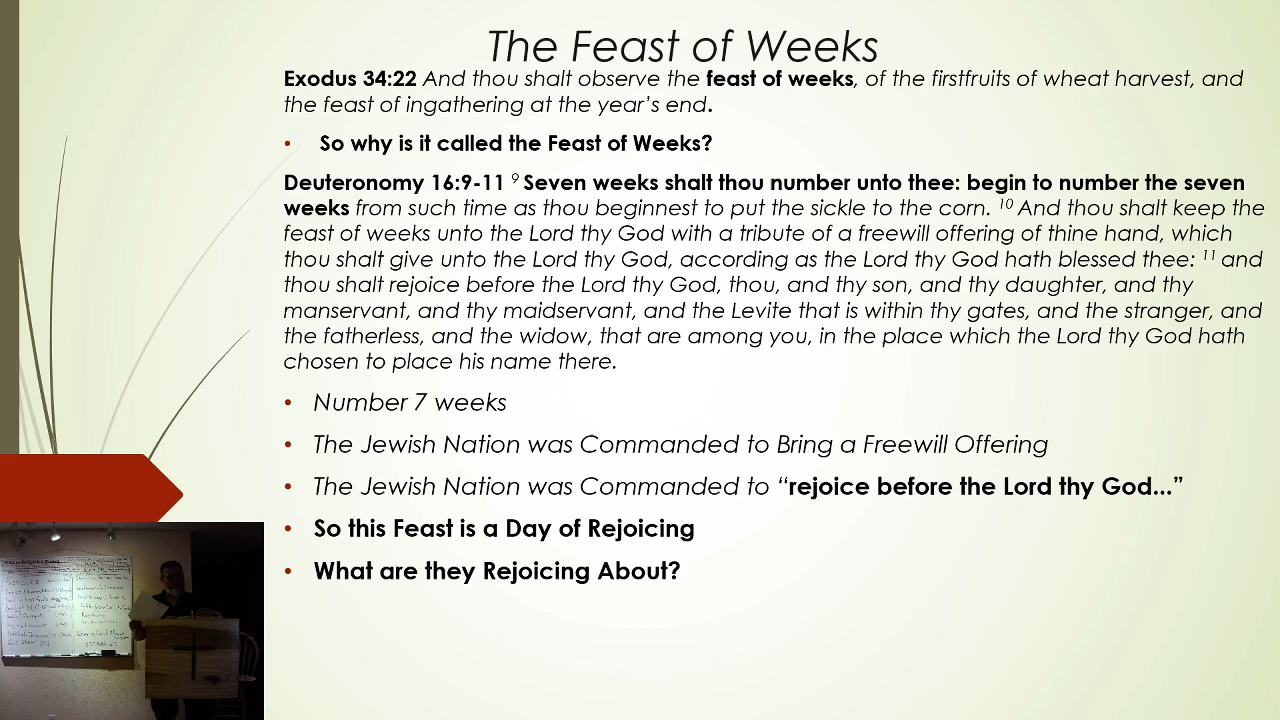 The Feast of Weeks
Exodus 34:22 And thou shalt observe the feast of weeks, of the firstfruits of wheat harvest, and
the feast of ingathering at the year’s end.
• So why is it called the Feast of Weeks?
Deuteronomy 16:9-11 ⁹ Seven weeks shalt thou number unto thee: begin to number the seven
weeks from such time as thou beginnest to put the sickle to the corn. ¹⁰ And thou shalt keep the
feast of weeks unto the Lord thy God with a tribute of a freewill offering of thine hand, which
thou shalt give unto the Lord thy God, according as the Lord thy God hath blessed thee: ¹¹ and
thou shalt rejoice before the Lord thy God, thou, and thy son, and thy daughter, and thy
manservant, and thy maidservant, and the Levite that is within thy gates, and the stranger, and
the fatherless, and the widow, that are among you, in the place which the Lord thy God hath
chosen to place his name there.
• Number 7 weeks
• The Jewish Nation was Commanded to Bring a Freewill Offering
• The Jewish Nation was Commanded to “rejoice before the Lord thy God...”
• So this Feast is a Day of Rejoicing
• What are they Rejoicing About?